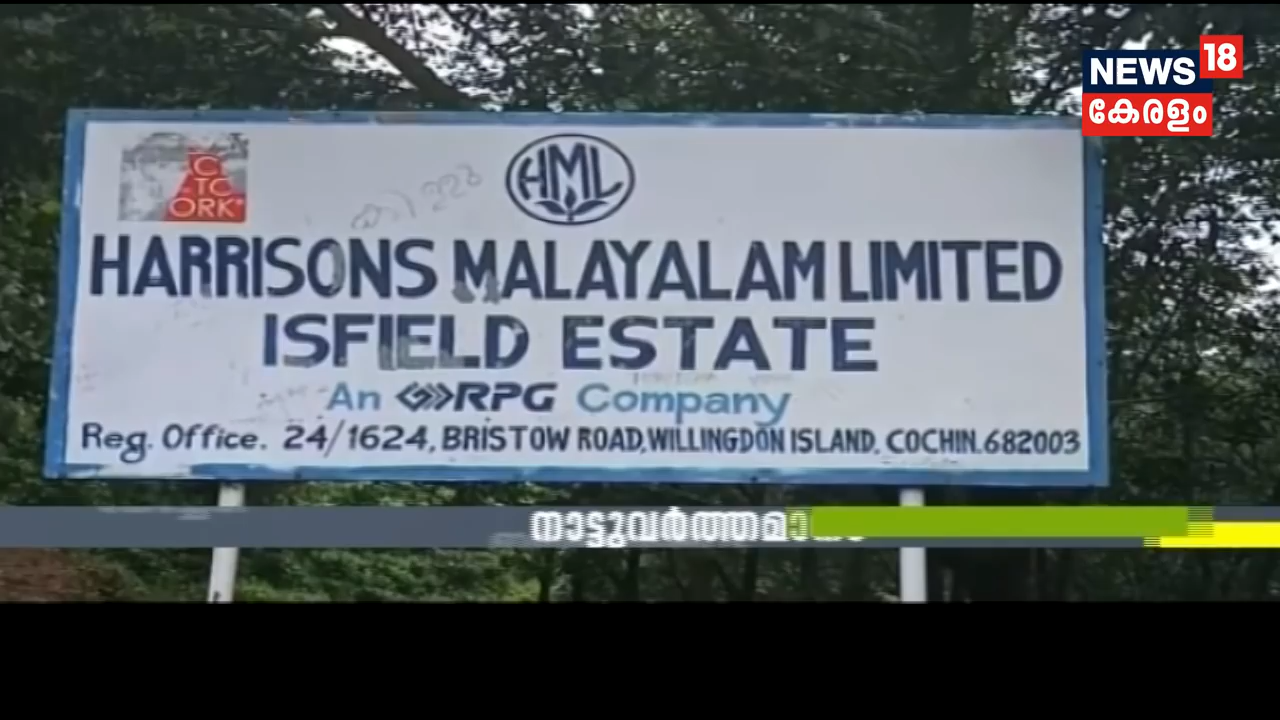 NEWS 18
കേരളം
HML
HARRISONS MALAYALAM LIMITED
ISFIELD ESTATE
An RPG Company
Reg. Office. 24/1624, BRISTOW ROAD, WILLINGDON ISLAND, COCHIN.682003